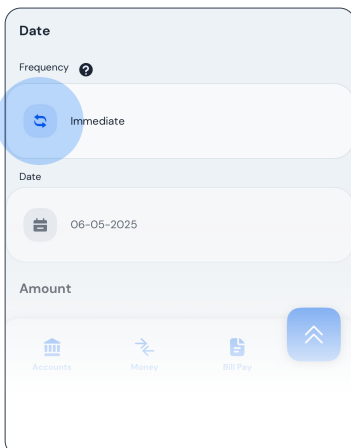 Date
Frequency ?
Immediate
Date
06-05-2025
Amount
Accounts Money Bill Pay